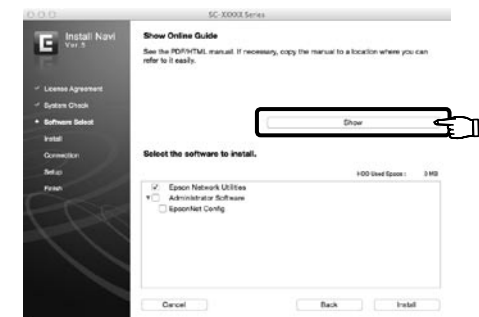 SC-XXXXX Series
Install Navi
Ver.5
Show Online Guide
See the PDF/HTML manual. If necessary, copy the manual to a location where you can
refer to it easily.
License Agreement
System Check
Software Select
Install
Connection
Setup
Finish
Show
Select the software to install.
HDD Used Space : 0 MB
Epson Network Utilities
Administrator Software
EpsonNet Config
Cancel
Back
Install